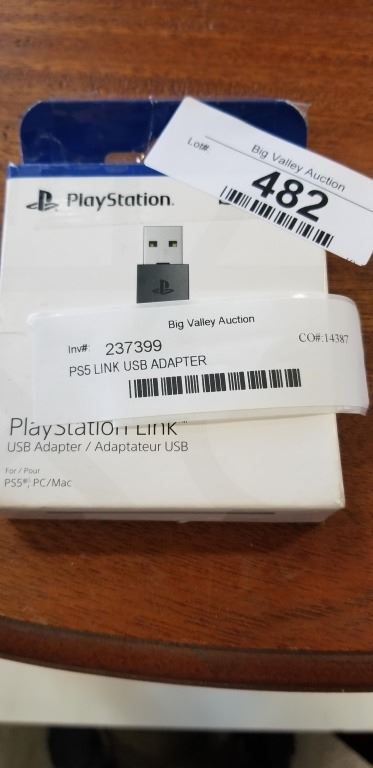 PlayStation.
Big Valley Auction
Lot#:
482
Big Valley Auction
Inv#: 237399
CO#:14387
PS5 LINK USB ADAPTER
PlayStation Link™
USB Adapter / Adaptateur USB
For / Pour
PS5®, PC/Mac